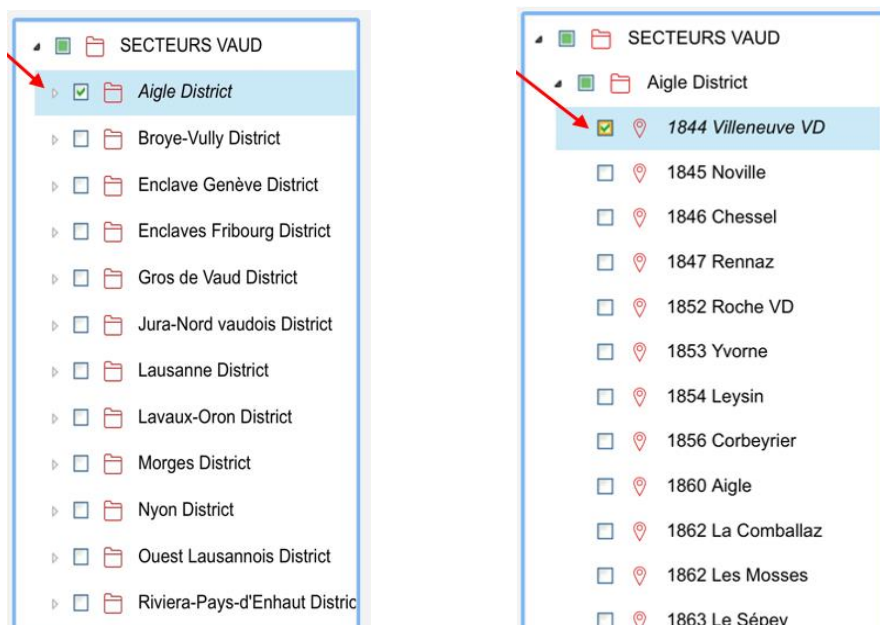 SECTEURS VAUD
Aigle District
Broye-Vully District
Enclave Genève District
Enclaves Fribourg District
Gros de Vaud District
Jura-Nord vaudois District
Lausanne District
Lavaux-Oron District
Morges District
Nyon District
Ouest Lausannois District
Riviera-Pays-d'Enhaut Distric
SECTEURS VAUD
Aigle District
1844 Villeneuve VD
1845 Noville
1846 Chessel
1847 Rennaz
1852 Roche VD
1853 Yvorne
1854 Leysin
1856 Corbeyrier
1860 Aigle
1862 La Comballaz
1862 Les Mosses
1863 Le Sépey